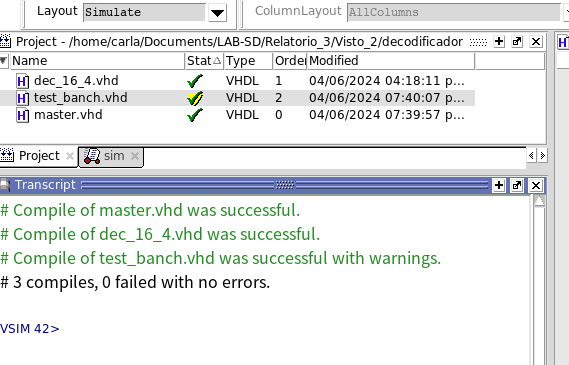 Layout Simulate ColumnLayout AllColumns
Project - /home/carla/Documents/LAB-SD/Relatorio_3/Visto_2/decodificador
Name Stat Type Order Modified
dec_16_4.vhd VHDL 1 04/06/2024 04:18:11 p...
test_banch.vhd VHDL 2 04/06/2024 07:40:07 p...
master.vhd VHDL 0 04/06/2024 07:39:57 p...
Project sim
Transcript
# Compile of master.vhd was successful.
# Compile of dec_16_4.vhd was successful.
# Compile of test_banch.vhd was successful with warnings.
# 3 compiles, 0 failed with no errors.
VSIM 42>